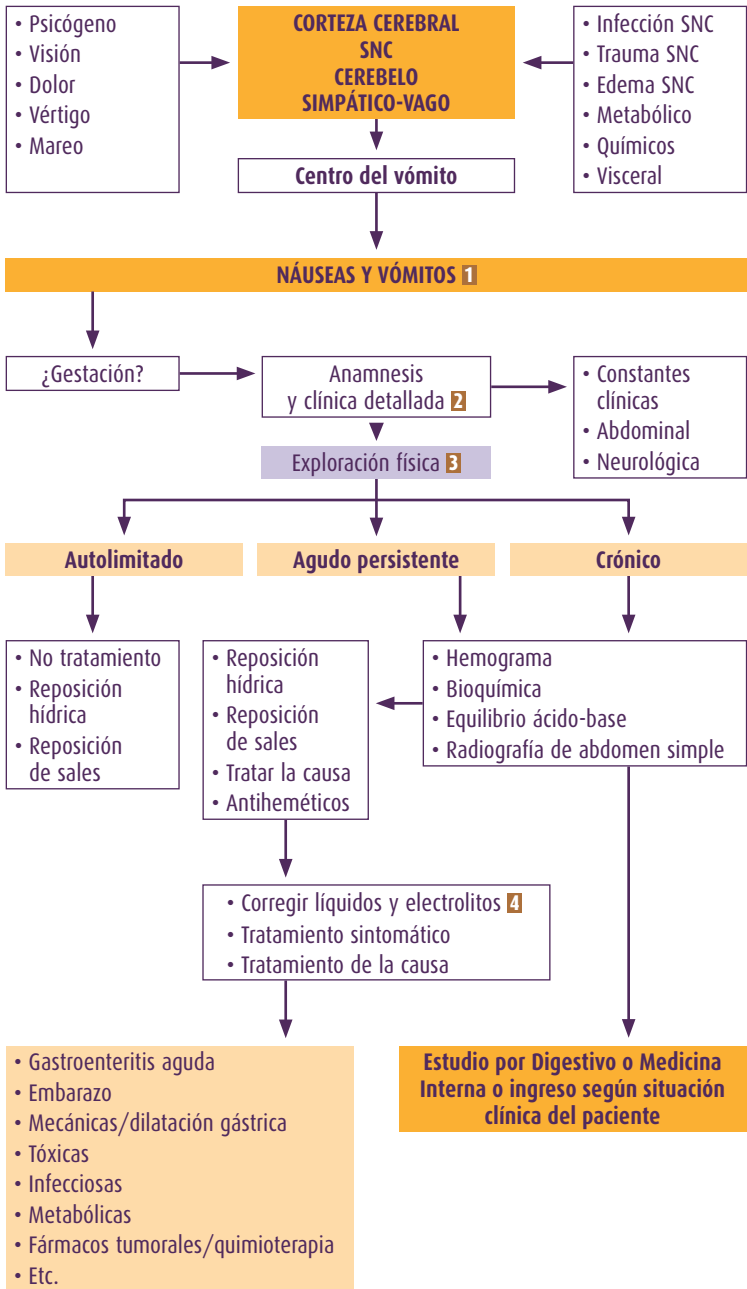 • Psicógeno
• Visión
• Dolor
• Vértigo
• Mareo
CORTEZA CEREBRAL
SNC
CEREBELO
SIMPÁTICO-VAGO
• Infección SNC
• Trauma SNC
• Edema SNC
• Metabólico
• Químicos
• Visceral
Centro del vómito
NÁUSEAS Y VÓMITOS 1
¿Gestación?
Anamnesis
y clínica detallada 2
• Constantes
clínicas
• Abdominal
• Neurológica
Exploración física 3
Autolimitado
Agudo persistente
Crónico
• No tratamiento
• Reposición
hídrica
• Reposición
de sales
• Reposición
hídrica
• Reposición
de sales
• Tratar la causa
• Antiheméticos
• Hemograma
• Bioquímica
• Equilibrio ácido-base
• Radiografía de abdomen simple
• Corregir líquidos y electrolitos 4
• Tratamiento sintomático
• Tratamiento de la causa
• Gastroenteritis aguda
• Embarazo
• Mecánicas/dilatación gástrica
• Tóxicas
• Infecciosas
• Metabólicas
• Fármacos tumorales/quimioterapia
• Etc.
Estudio por Digestivo o Medicina
Interna o ingreso según situación
clínica del paciente